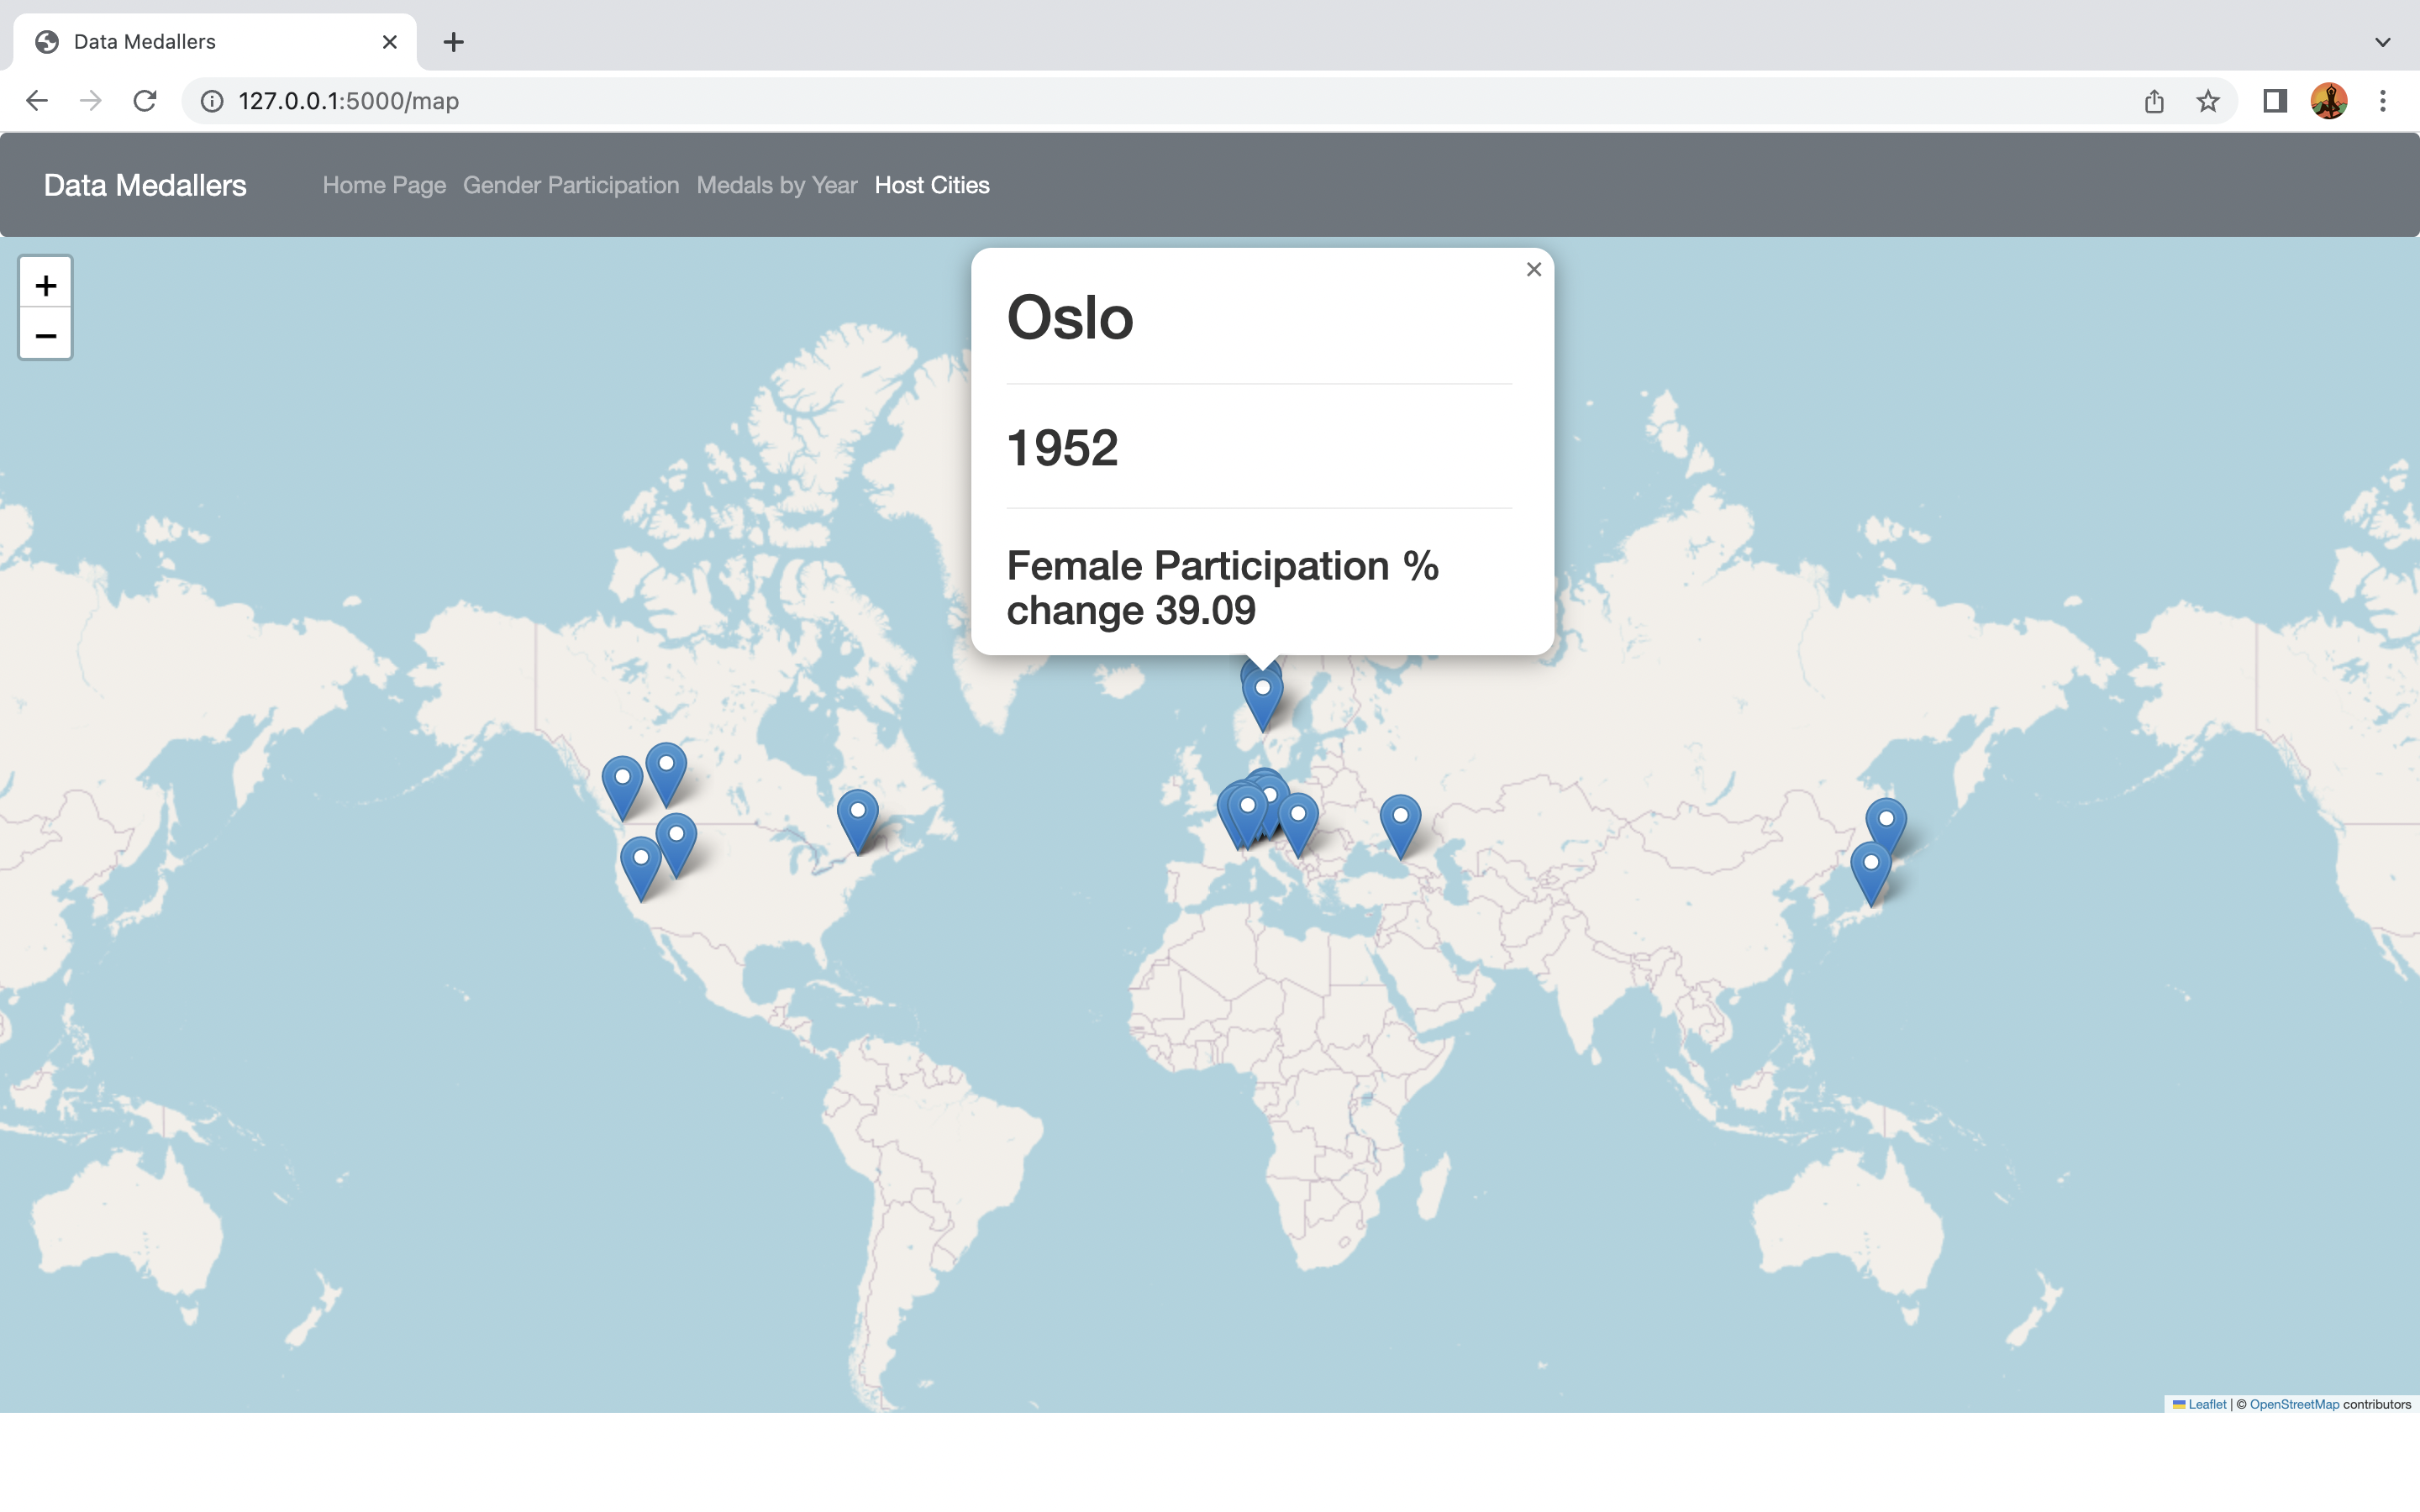 Data Medallers
127.0.0.1:5000/map
Data Medallers Home Page Gender Participation Medals by Year Host Cities
+
−
Oslo
1952
Female Participation %
change 39.09
Leaflet | © OpenStreetMap contributors